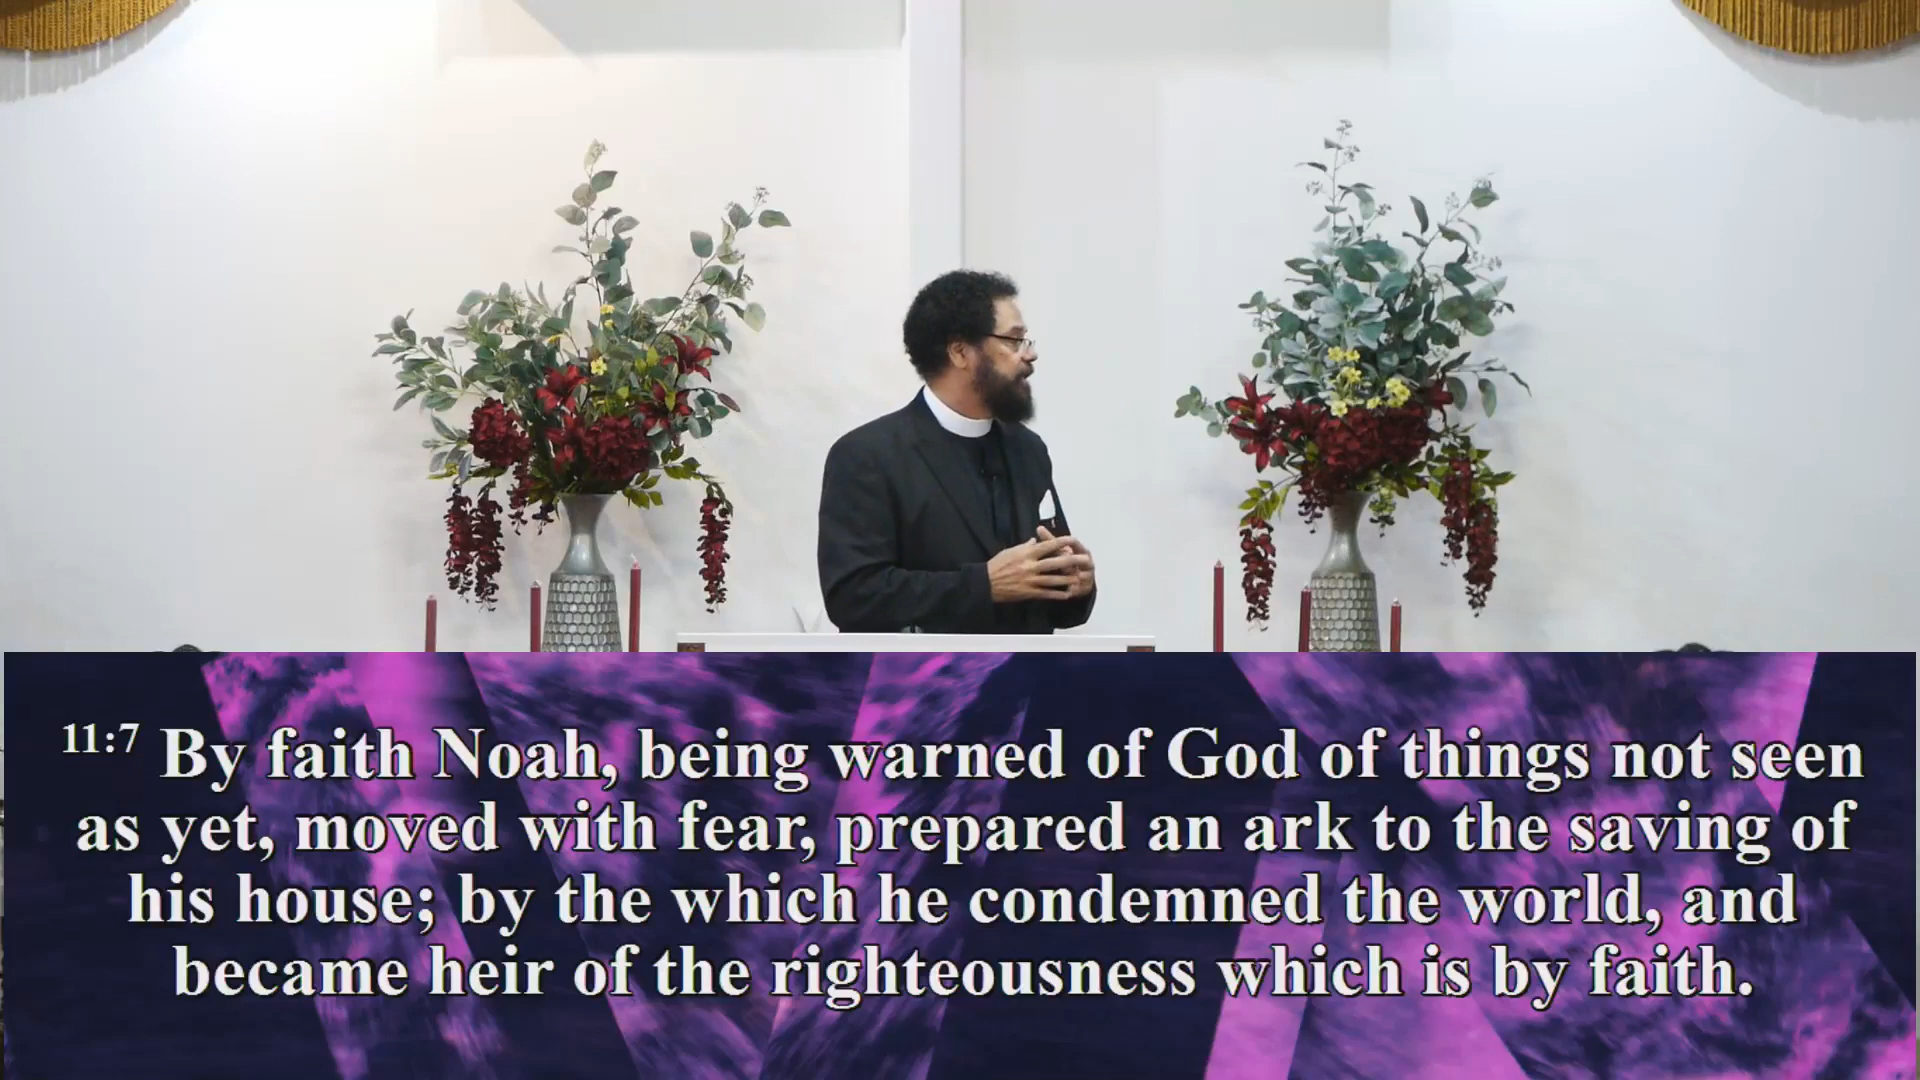 11:7 By faith Noah, being warned of God of things not seen
as yet, moved with fear, prepared an ark to the saving of
his house; by the which he condemned the world, and
became heir of the righteousness which is by faith.